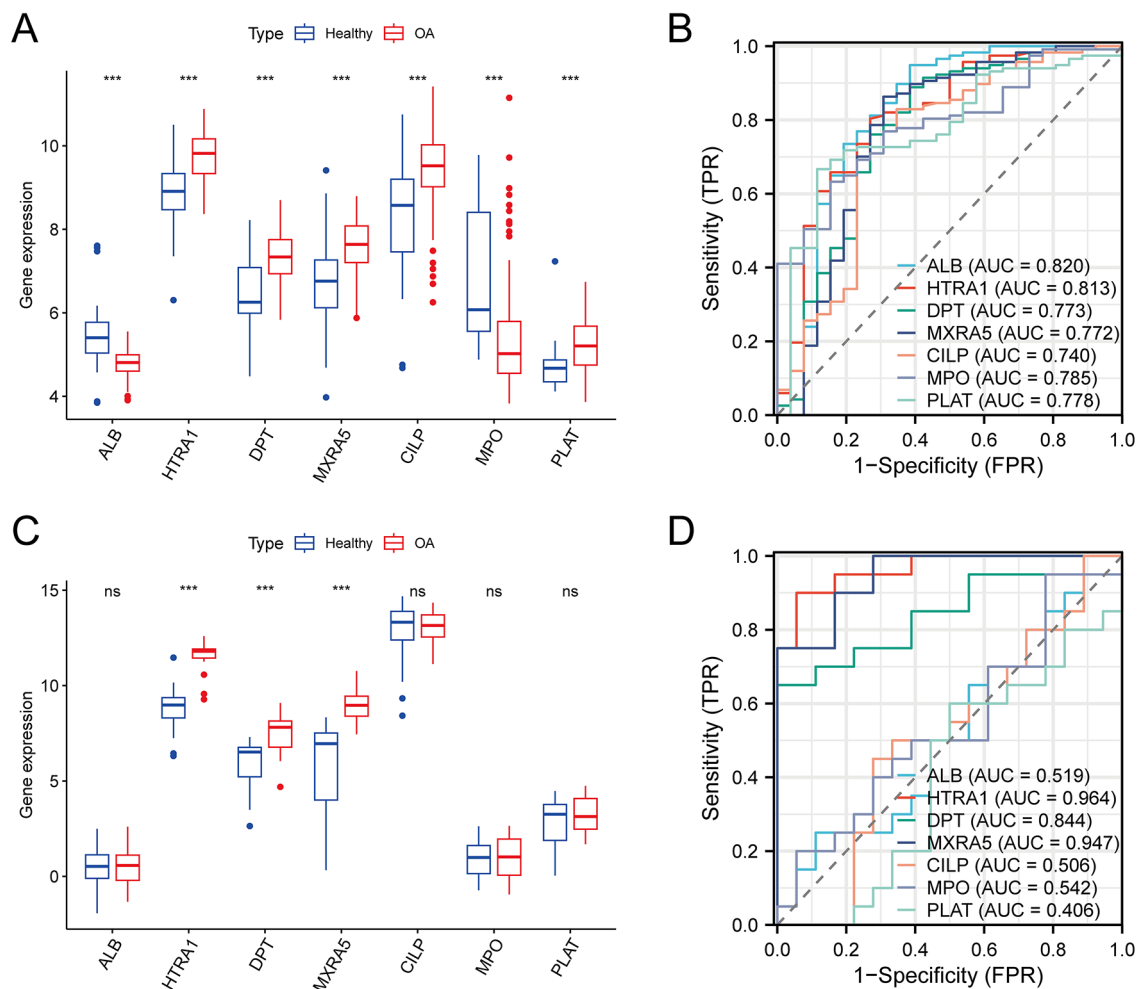 A
Type Healthy OA
*** *** *** *** *** *** ***
Gene expression
10
8
6
4
ALB HTRA1 DPT MXRA5 CILP MPO PLAT
B
Sensitivity (TPR)
1.0
0.8
0.6
0.4
0.2
0.0
ALB (AUC = 0.820)
HTRA1 (AUC = 0.813)
DPT (AUC = 0.773)
MXRA5 (AUC = 0.772)
CILP (AUC = 0.740)
MPO (AUC = 0.785)
PLAT (AUC = 0.778)
0.0 0.2 0.4 0.6 0.8 1.0
1−Specificity (FPR)
C
Type Healthy OA
ns *** *** *** ns ns ns
Gene expression
15
10
5
0
ALB HTRA1 DPT MXRA5 CILP MPO PLAT
D
Sensitivity (TPR)
1.0
0.8
0.6
0.4
0.2
0.0
ALB (AUC = 0.519)
HTRA1 (AUC = 0.964)
DPT (AUC = 0.844)
MXRA5 (AUC = 0.947)
CILP (AUC = 0.506)
MPO (AUC = 0.542)
PLAT (AUC = 0.406)
0.0 0.2 0.4 0.6 0.8 1.0
1−Specificity (FPR)